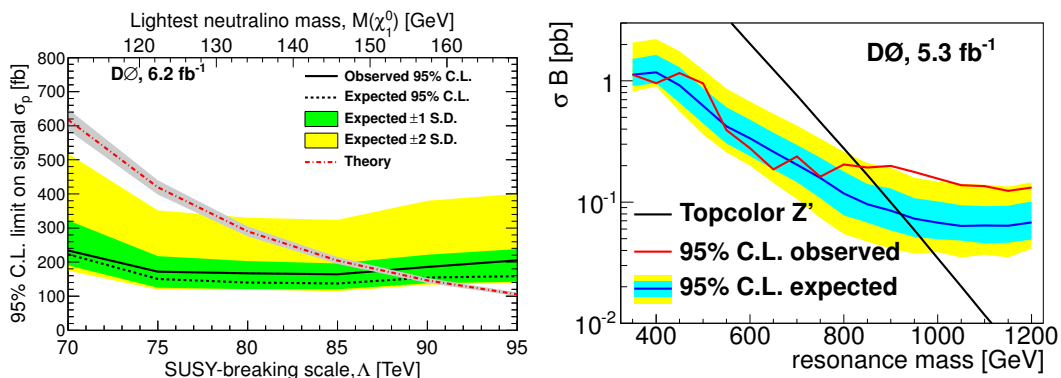 Lightest neutralino mass, M(χ₁⁰) [GeV]
120 130 140 150 160
DØ, 6.2 fb⁻¹
Observed 95% C.L.
Expected 95% C.L.
Expected ±1 S.D.
Expected ±2 S.D.
Theory
95% C.L. limit on signal σₚ [fb]
800
700
600
500
400
300
200
100
0
70 75 80 85 90 95
SUSY-breaking scale, Λ [TeV]
DØ, 5.3 fb⁻¹
σ B [pb]
1
10⁻¹
10⁻²
Topcolor Z'
95% C.L. observed
95% C.L. expected
400 600 800 1000 1200
resonance mass [GeV]